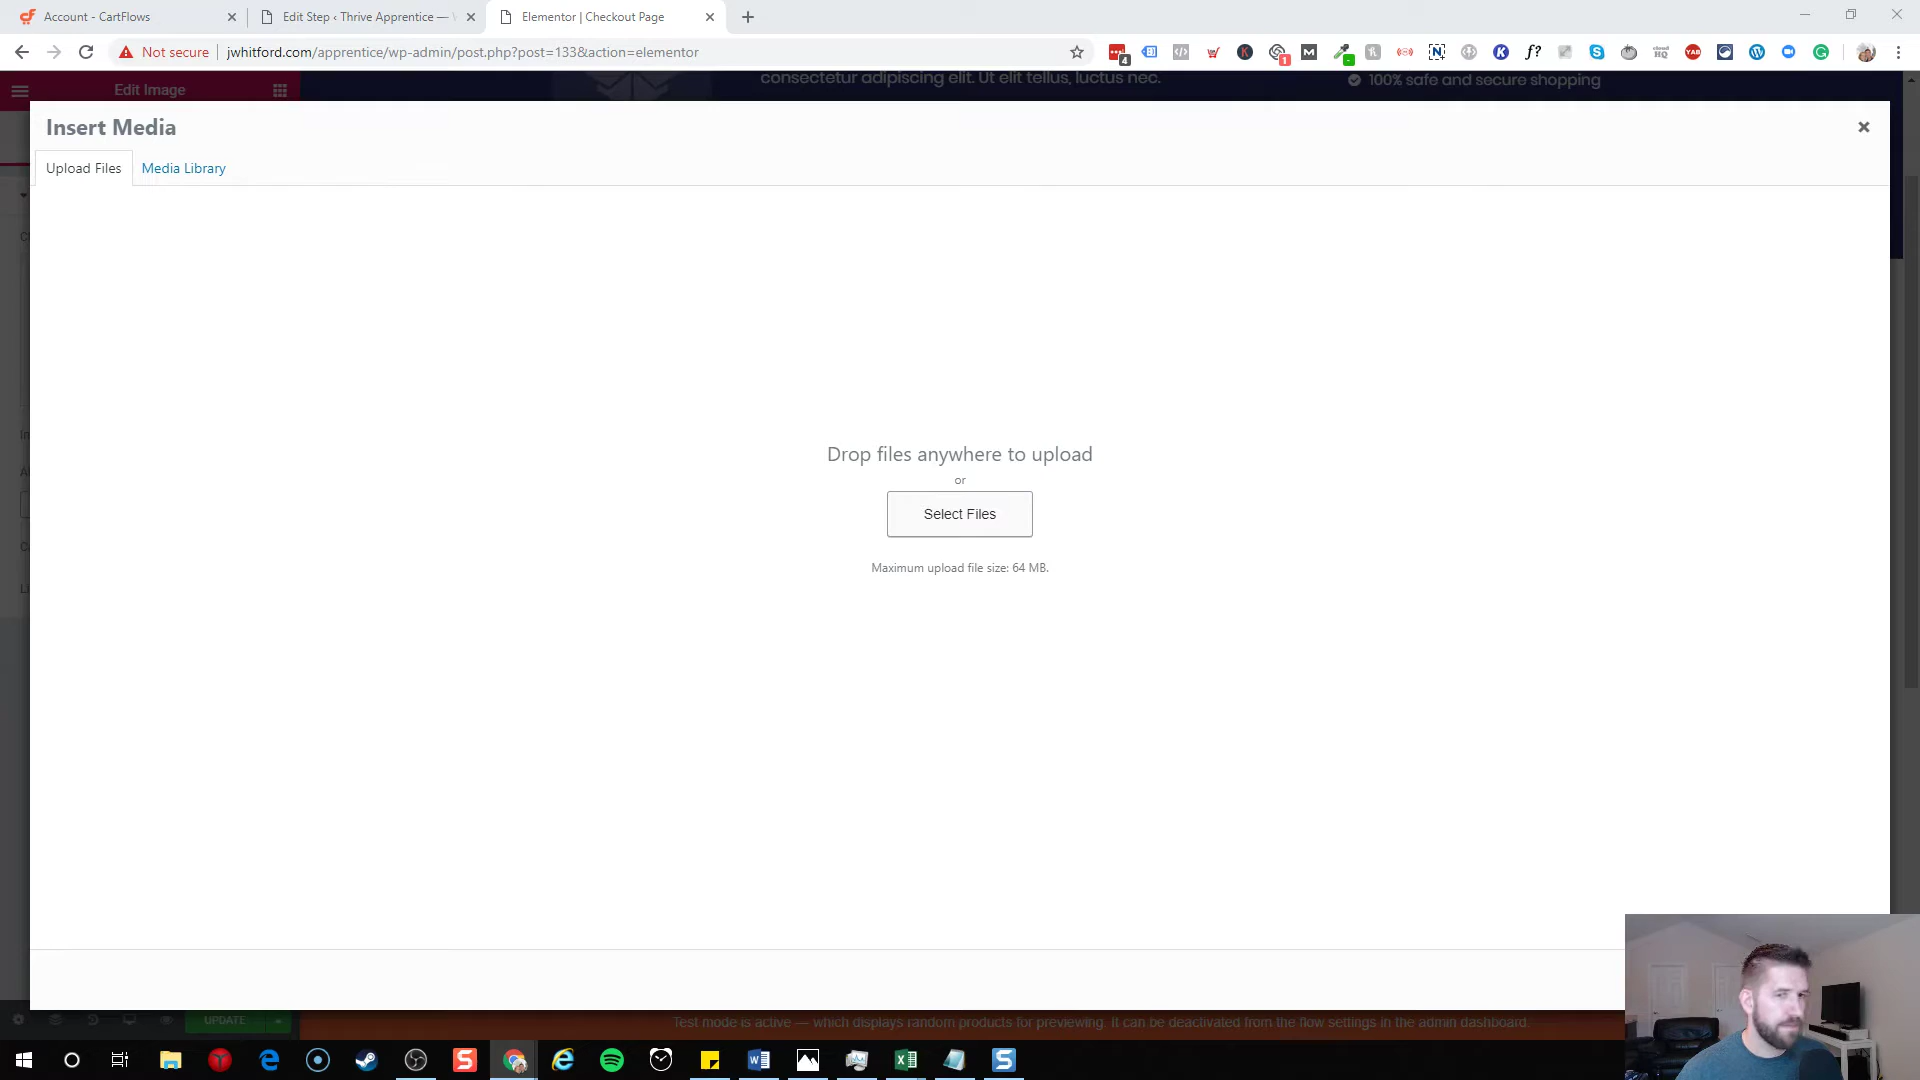 Account - CartFlows
Edit Step ‹ Thrive Apprentice —
Elementor | Checkout Page
Not secure
jwhitford.com/apprentice/wp-admin/post.php?post=133&action=elementor
Edit Image
consectetur adipiscing elit. Ut elit tellus, luctus nec.
100% safe and secure shopping
Insert Media
Upload Files
Media Library
Drop files anywhere to upload
or
Select Files
Maximum upload file size: 64 MB.
UPDATE
Test mode is active — which displays random products for previewing. It can be deactivated from the flow settings in the admin dashboard.